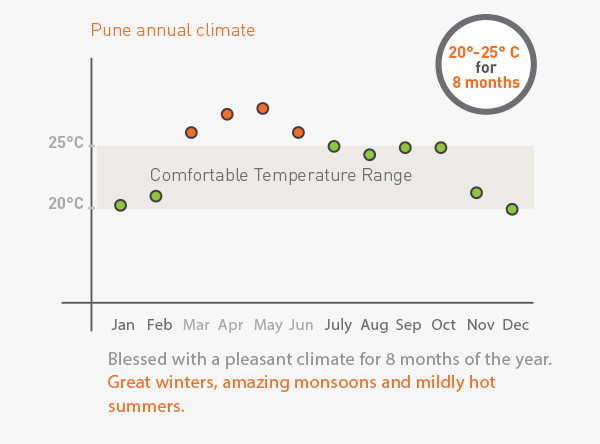 Pune annual climate
20°-25° C
for
8 months
25°C
Comfortable Temperature Range
20°C
Jan Feb Mar Apr May Jun July Aug Sep Oct Nov Dec
Blessed with a pleasant climate for 8 months of the year.
Great winters, amazing monsoons and mildly hot
summers.